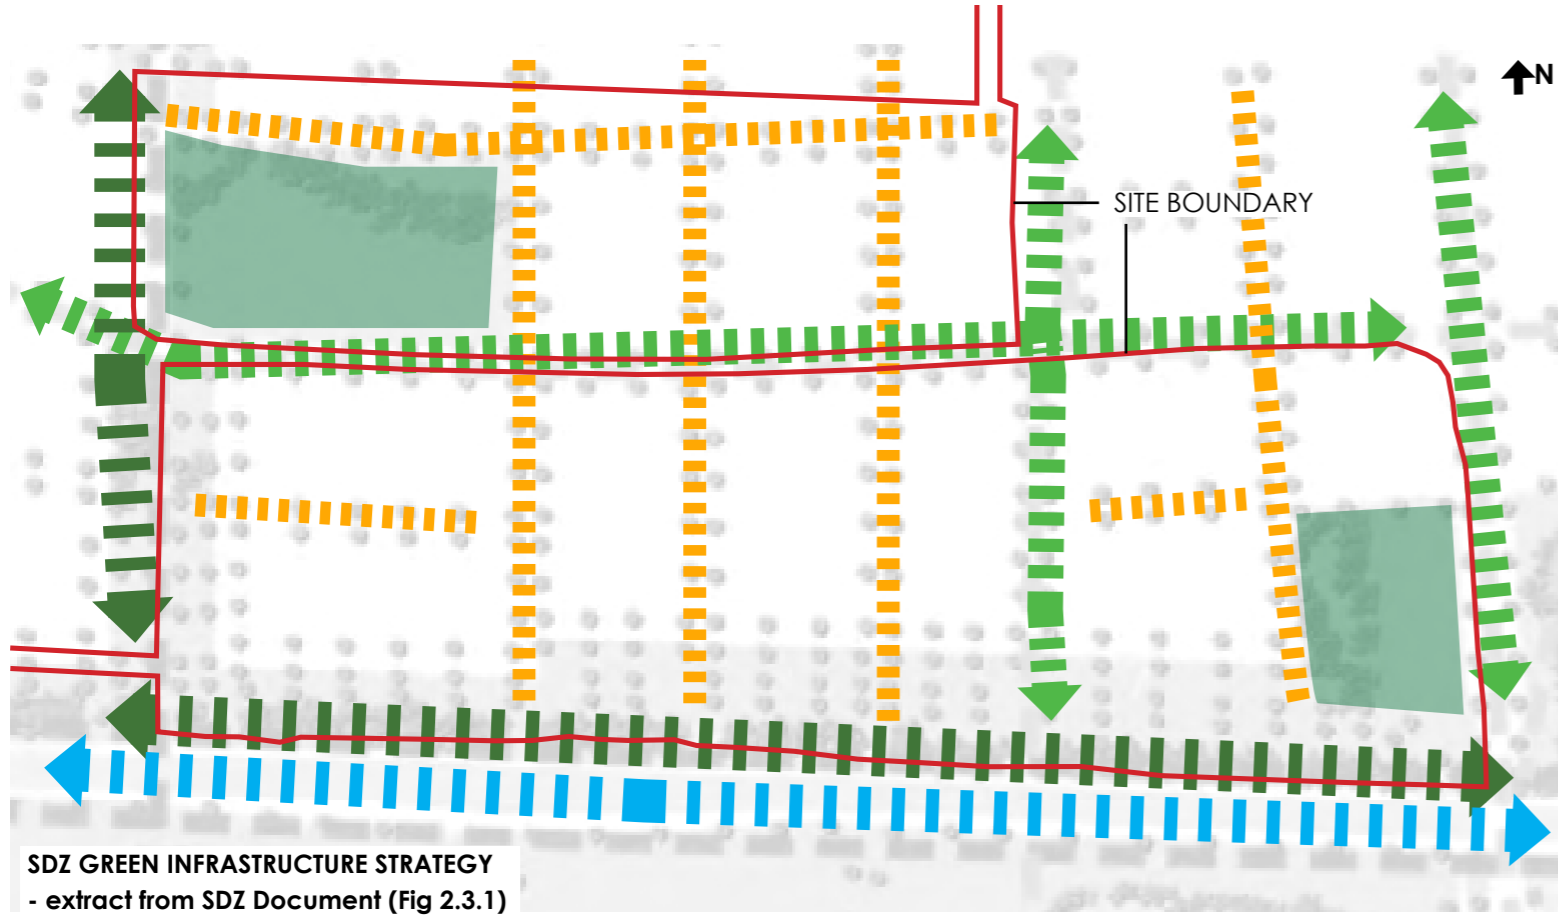 N
SITE BOUNDARY
SDZ GREEN INFRASTRUCTURE STRATEGY
- extract from SDZ Document (Fig 2.3.1)